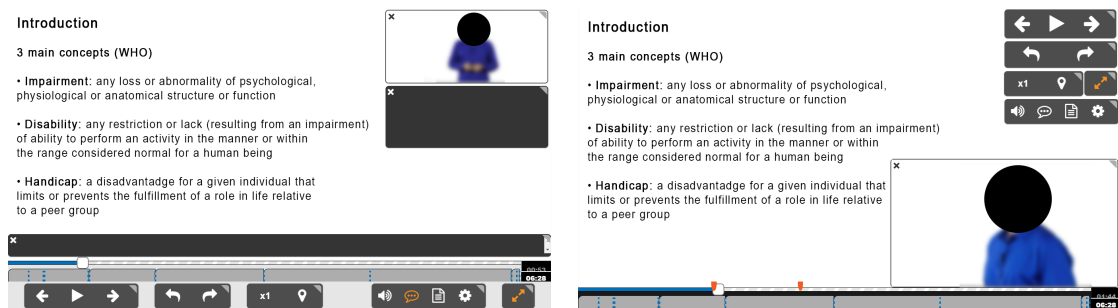 Introduction
3 main concepts (WHO)
• Impairment: any loss or abnormality of psychological,
physiological or anatomical structure or function
• Disability: any restriction or lack (resulting from an impairment)
of ability to perform an activity in the manner or within
the range considered normal for a human being
• Handicap: a disadvantadge for a given individual that
limits or prevents the fulfillment of a role in life relative
to a peer group
06:28
x1
Introduction
3 main concepts (WHO)
• Impairment: any loss or abnormality of psychological,
physiological or anatomical structure or function
• Disability: any restriction or lack (resulting from an impairment)
of ability to perform an activity in the manner or within
the range considered normal for a human being
• Handicap: a disadvantadge for a given individual that
limits or prevents the fulfillment of a role in life relative
to a peer group
x1
06:28